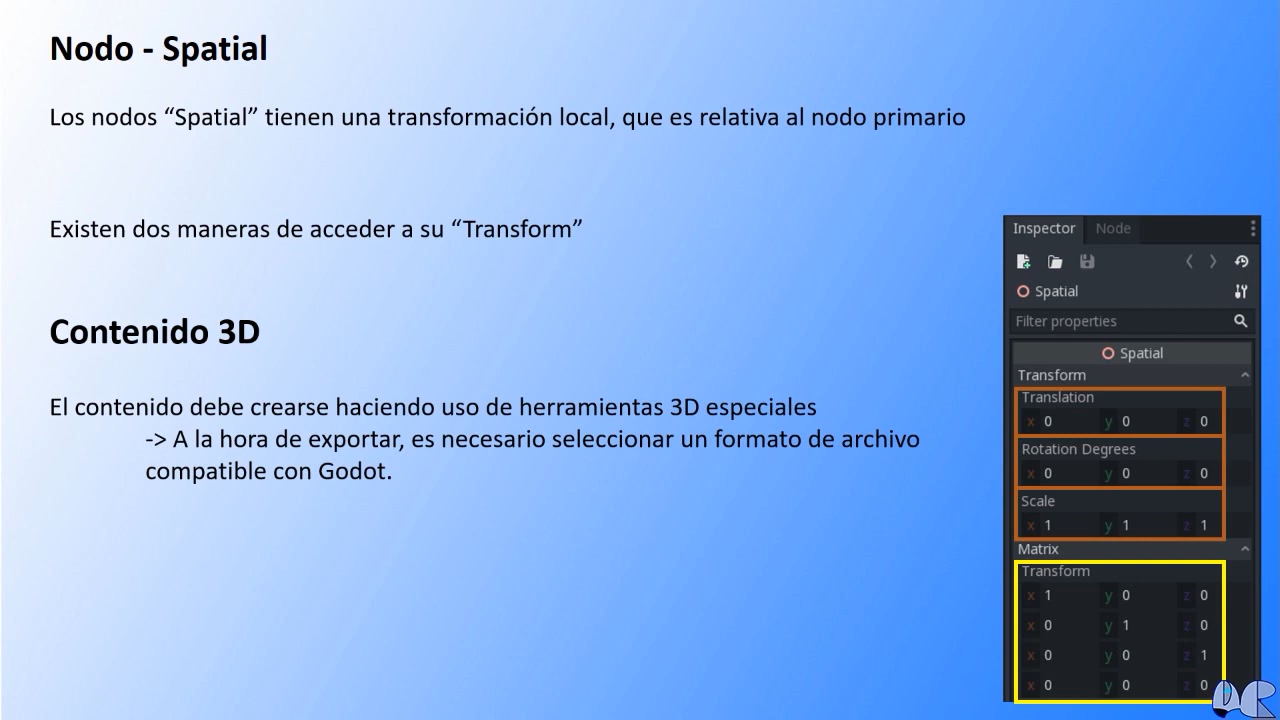 Nodo - Spatial
Los nodos “Spatial” tienen una transformación local, que es relativa al nodo primario
Existen dos maneras de acceder a su “Transform”
Contenido 3D
El contenido debe crearse haciendo uso de herramientas 3D especiales
-> A la hora de exportar, es necesario seleccionar un formato de archivo
compatible con Godot.
Inspector Node
Spatial
Filter properties
Spatial
Transform
Translation
x 0 y 0 z 0
Rotation Degrees
x 0 y 0 z 0
Scale
x 1 y 1 z 1
Matrix
Transform
x 1 y 0 z 0
x 0 y 1 z 0
x 0 y 0 z 1
x 0 y 0 z 0